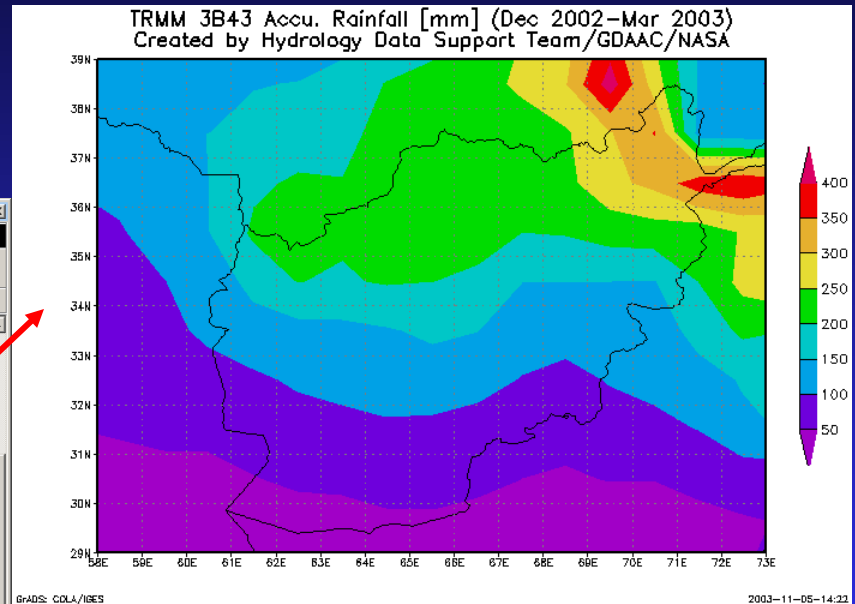 TRMM 3B43 Accu. Rainfall [mm] (Dec 2002–Mar 2003)
Created by Hydrology Data Support Team/GDAAC/NASA
39N
38N
37N
36N
35N
34N
33N
32N
31N
30N
29N
58E 59E 60E 61E 62E 63E 64E 65E 66E 67E 68E 69E 70E 71E 72E 73E
400
350
300
250
200
150
100
50
GrADS: COLA/IGES
2003–11–05–14:22